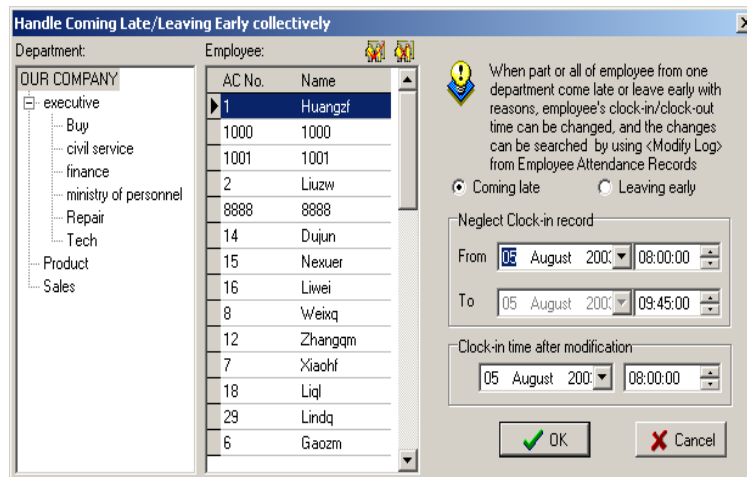 Handle Coming Late/Leaving Early collectively
Department:
OUR COMPANY
executive
Buy
civil service
finance
ministry of personnel
Repair
Tech
Product
Sales
Employee:
AC No. Name
1 Huangzf
1000 1000
1001 1001
2 Liuzw
8888 8888
14 Dujun
15 Nexuer
16 Liwei
8 Weixq
12 Zhangqm
7 Xiaohf
18 Liql
29 Lindq
6 Gaozm
When part or all of employee from one
department come late or leave early with
reasons, employee's clock-in/clock-out
time can be changed, and the changes
can be searched by using <Modify Log>
from Employee Attendance Records
Coming late Leaving early
Neglect Clock-in record
From 05 August 200 08:00:00
To 05 August 200 09:45:00
Clock-in time after modification
05 August 200 08:00:00
OK Cancel